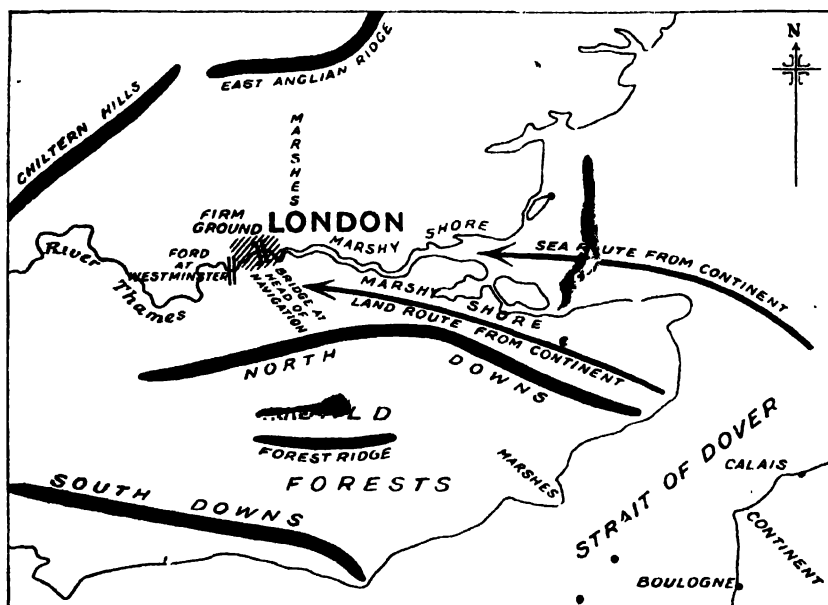 N
EAST ANGLIAN RIDGE
CHILTERN HILLS
MARSHES
FIRM
GROUND
LONDON
MARSHY SHORE
SEA ROUTE FROM CONTINENT
FORD
AT
WESTMINSTER
River Thames
BRIDGE AT
HEAD OF
NAVIGATION
MARSHY SHORE
LAND ROUTE FROM CONTINENT
NORTH DOWNS
FOREST RIDGE
FORESTS
MARSHES
SOUTH DOWNS
STRAIT OF DOVER
CALAIS
CONTINENT
BOULOGNE